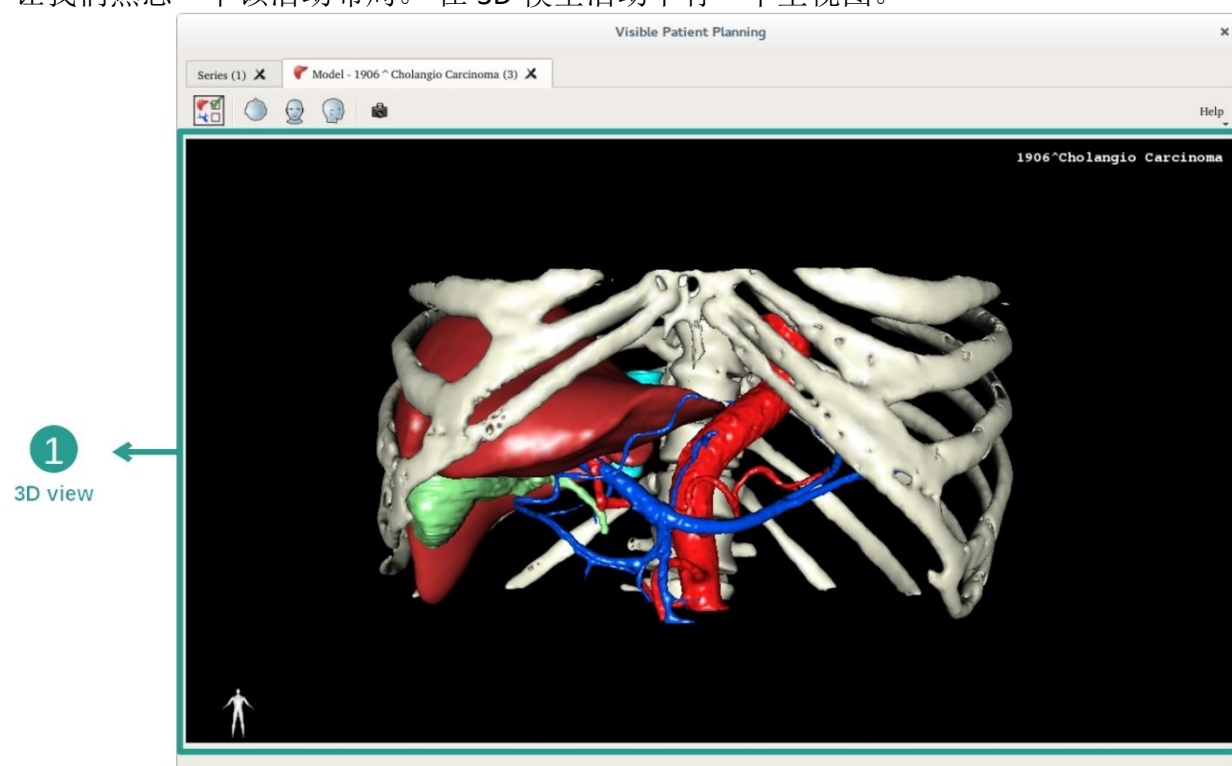 Visible Patient Planning
Series (1)
Model - 1906 ^ Cholangio Carcinoma (3)
Help
1906^Cholangio Carcinoma
1
3D view